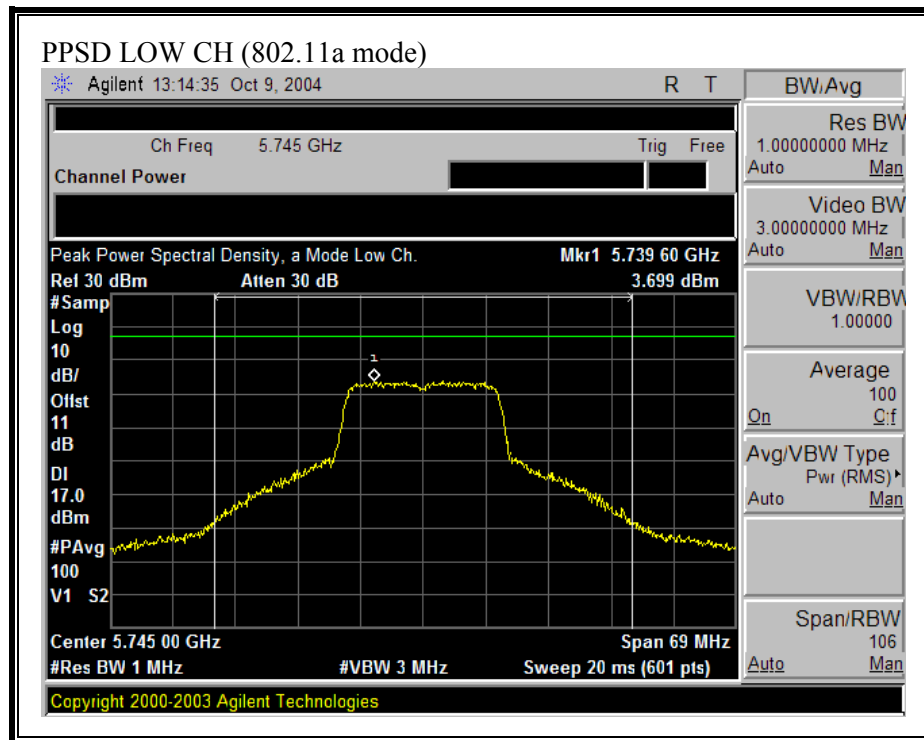 PPSD LOW CH (802.11a mode)
Agilent 13:14:35 Oct 9, 2004 R T
BW/Avg
Ch Freq 5.745 GHz Trig Free
Channel Power
Res BW
1.00000000 MHz
Auto Man
Video BW
3.00000000 MHz
Auto Man
VBW/RBW
1.00000
Average
100
On Off
Avg/VBW Type
Pwr (RMS)
Auto Man
Span/RBW
106
Auto Man
Peak Power Spectral Density, a Mode Low Ch. Mkr1 5.739 60 GHz
Ref 30 dBm Atten 30 dB 3.699 dBm
#Samp
Log
10
dB/
Offst
11
dB
DI
17.0
dBm
#PAvg
100
V1 S2
1
Center 5.745 00 GHz Span 69 MHz
#Res BW 1 MHz #VBW 3 MHz Sweep 20 ms (601 pts)
Copyright 2000-2003 Agilent Technologies